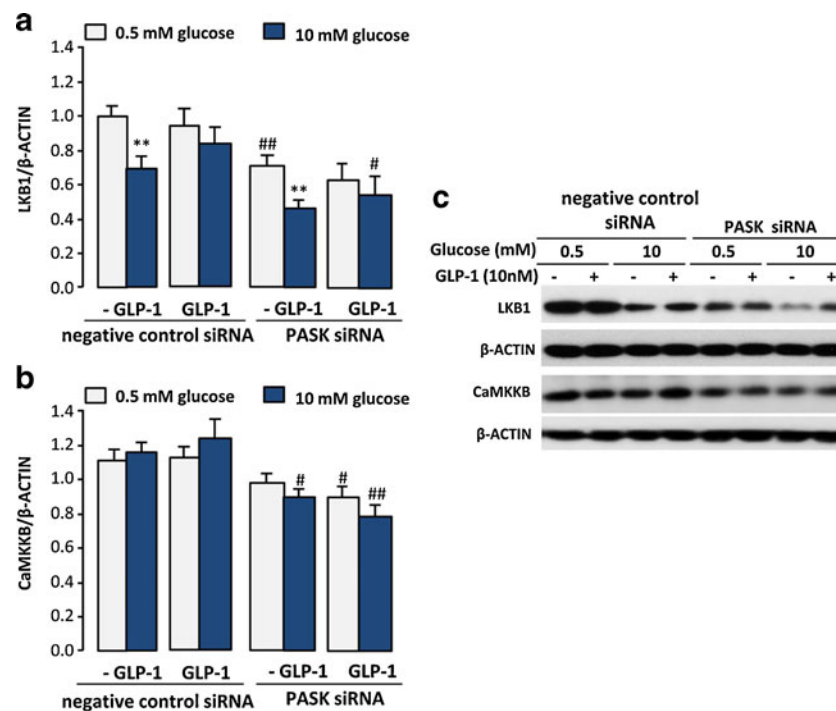 a
0.5 mM glucose 10 mM glucose
LKB1/β-ACTIN
1.4
1.2
1.0
0.8
0.6
0.4
0.2
0.0
** ## ** #
- GLP-1 GLP-1 - GLP-1 GLP-1
negative control siRNA PASK siRNA
b
0.5 mM glucose 10 mM glucose
CaMKKB/β-ACTIN
1.4
1.2
1.0
0.8
0.6
0.4
0.2
0.0
# # ##
- GLP-1 GLP-1 - GLP-1 GLP-1
negative control siRNA PASK siRNA
c
negative control
siRNA PASK siRNA
Glucose (mM) 0.5 10 0.5 10
GLP-1 (10nM) - + - + - + - +
LKB1
β-ACTIN
CaMKKB
β-ACTIN